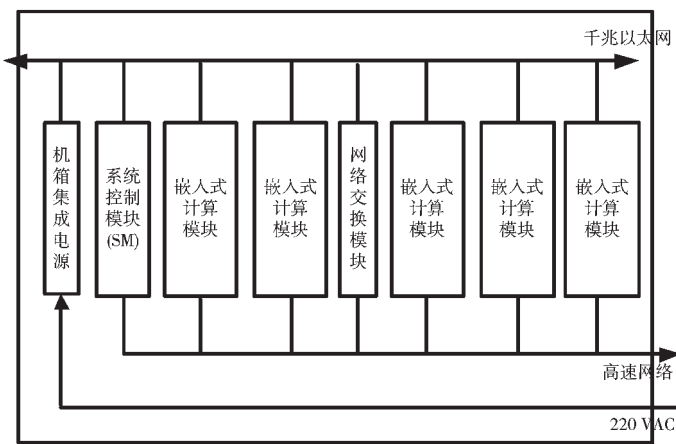 千兆以太网
机
箱
集
成
电
源
系统
控制
模块
(SM)
嵌入式
计算
模块
嵌入式
计算
模块
网
络
交
换
模
块
嵌入式
计算
模块
嵌入式
计算
模块
嵌入式
计算
模块
高速网络
220 VAC